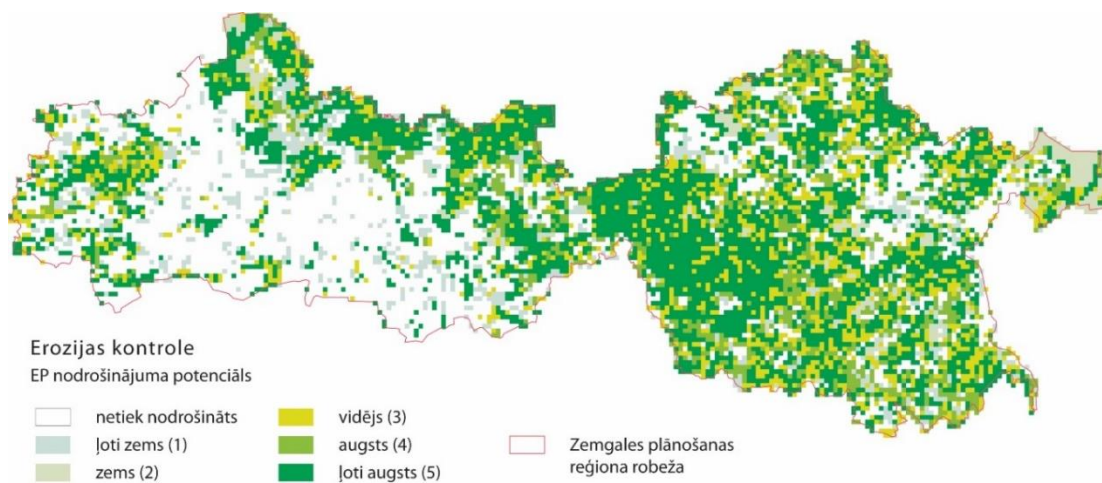 Erozijas kontrole
EP nodrošinājuma potenciāls
netiek nodrošināts
ļoti zems (1)
zems (2)
vidējs (3)
augsts (4)
ļoti augsts (5)
Zemgales plānošanas
reģiona robeža